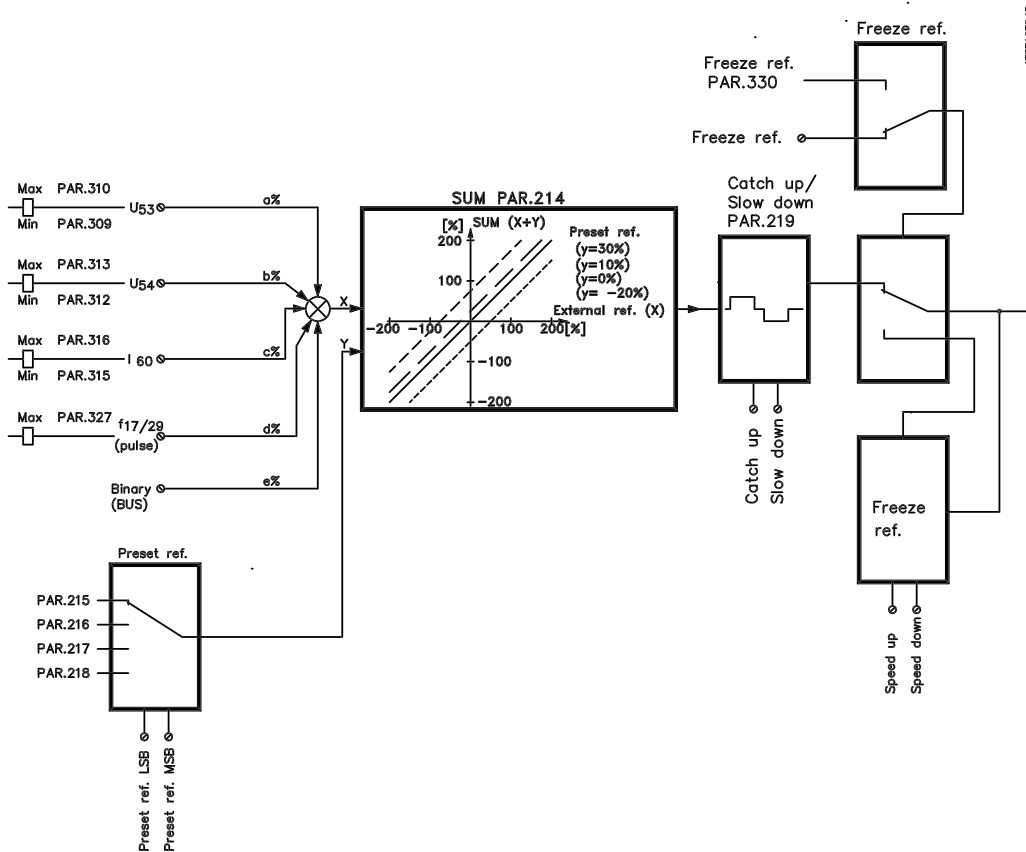 Freeze ref.
Freeze ref.
PAR.330
Freeze ref.
Max PAR.310
U53
a%
Min PAR.309
Max PAR.313
U54
b%
Min PAR.312
Max PAR.316
I 60
c%
Min PAR.315
Max PAR.327
f17/29
(pulse)
d%
Binary
(BUS)
e%
X
Y
SUM PAR.214
[%] SUM (X+Y)
200
100
-200 -100
100 200[%]
-100
-200
Preset ref.
(y=30%)
(y=10%)
(y=0%)
(y= -20%)
External ref. (X)
Catch up/
Slow down
PAR.219
Catch up
Slow down
Freeze
ref.
Speed up
Speed down
Preset ref.
PAR.215
PAR.216
PAR.217
PAR.218
Preset ref. LSB
Preset ref. MSB